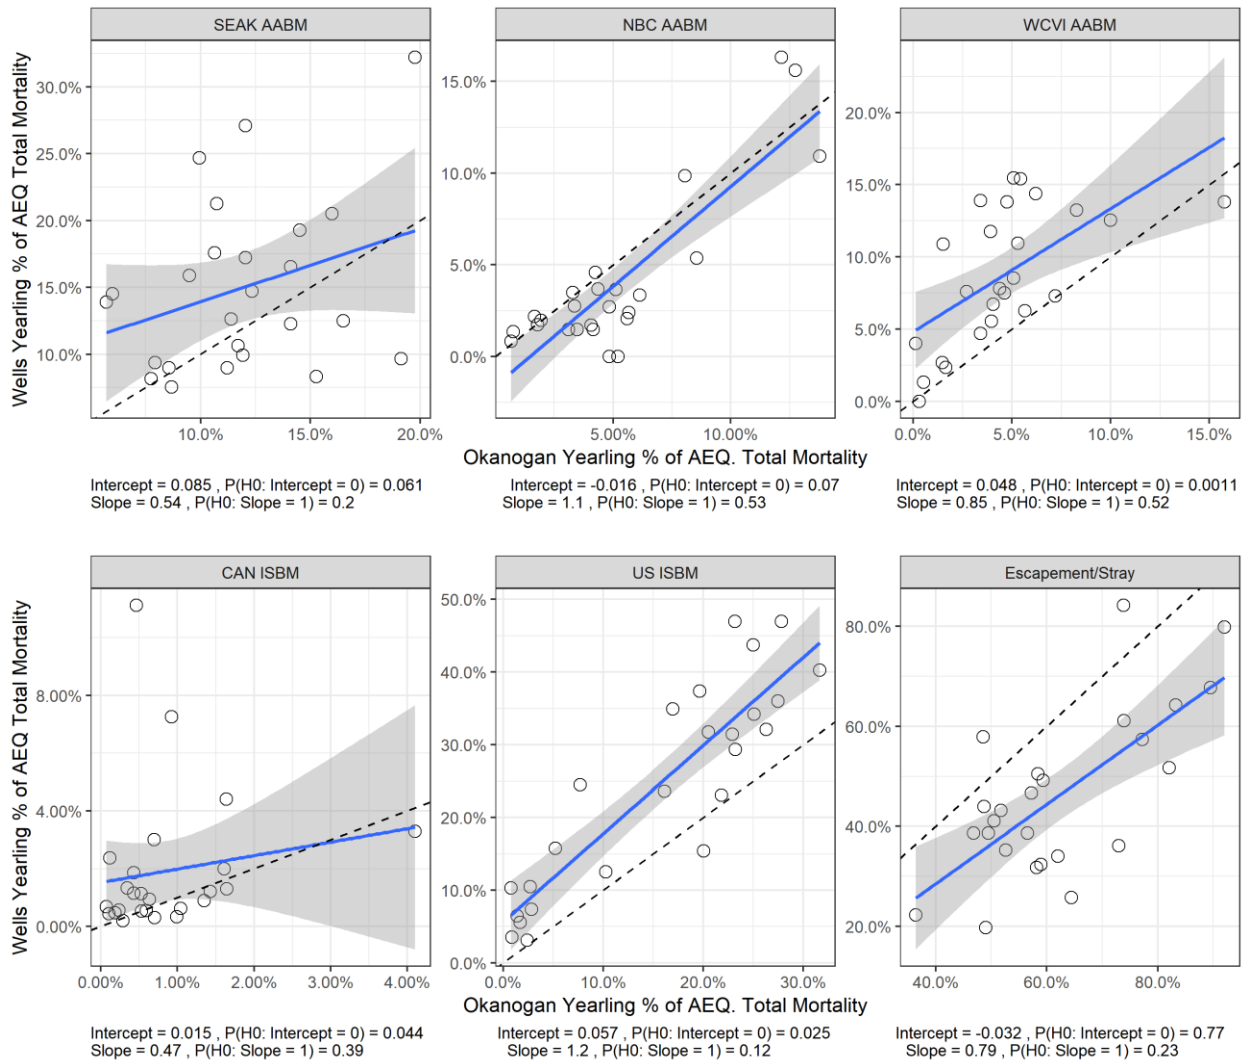 SEAK AABM
NBC AABM
WCVI AABM
Wells Yearling % of AEQ Total Mortality
30.0%
25.0%
20.0%
15.0%
10.0%
10.0%
15.0%
20.0%
15.0%
10.0%
5.0%
0.0%
5.00%
10.00%
20.0%
15.0%
10.0%
5.0%
0.0%
0.0%
5.0%
10.0%
15.0%
Okanogan Yearling % of AEQ. Total Mortality
Intercept = 0.085 , P(H0: Intercept = 0) = 0.061
Slope = 0.54 , P(H0: Slope = 1) = 0.2
Intercept = -0.016 , P(H0: Intercept = 0) = 0.07
Slope = 1.1 , P(H0: Slope = 1) = 0.53
Intercept = 0.048 , P(H0: Intercept = 0) = 0.0011
Slope = 0.85 , P(H0: Slope = 1) = 0.52
CAN ISBM
US ISBM
Escapement/Stray
Wells Yearling % of AEQ Total Mortality
8.00%
4.00%
0.00%
0.00%
1.00%
2.00%
3.00%
4.00%
50.0%
40.0%
30.0%
20.0%
10.0%
0.0%
0.0%
10.0%
20.0%
30.0%
80.0%
60.0%
40.0%
20.0%
40.0%
60.0%
80.0%
Okanogan Yearling % of AEQ. Total Mortality
Intercept = 0.015 , P(H0: Intercept = 0) = 0.044
Slope = 0.47 , P(H0: Slope = 1) = 0.39
Intercept = 0.057 , P(H0: Intercept = 0) = 0.025
Slope = 1.2 , P(H0: Slope = 1) = 0.12
Intercept = -0.032 , P(H0: Intercept = 0) = 0.77
Slope = 0.79 , P(H0: Slope = 1) = 0.23